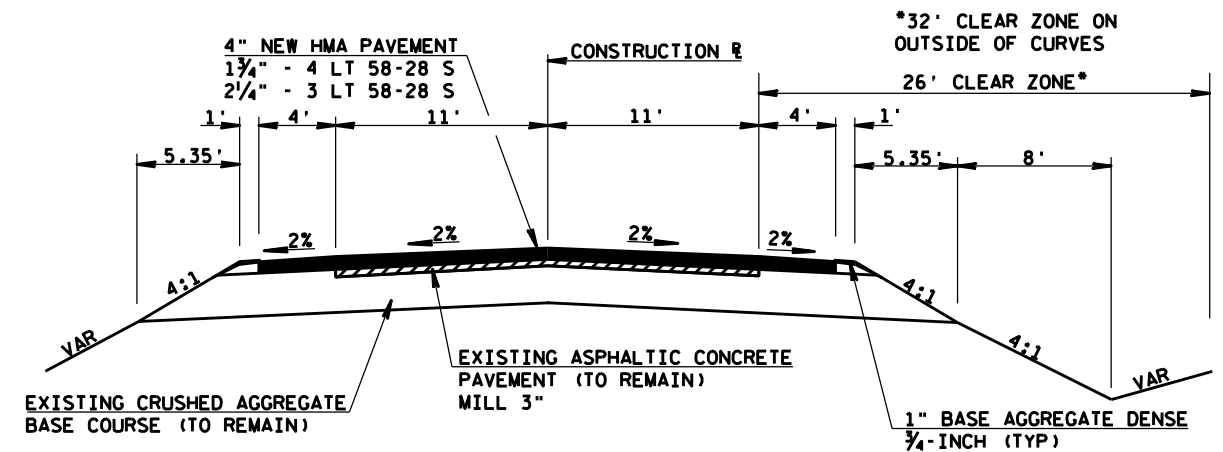 *32' CLEAR ZONE ON
OUTSIDE OF CURVES
4" NEW HMA PAVEMENT
1¾" - 4 LT 58-28 S
2¼" - 3 LT 58-28 S
CONSTRUCTION ℞
26' CLEAR ZONE*
1'
4'
11'
11'
4'
1'
5.35'
5.35'
8'
2%
2%
2%
2%
4:1
4:1
4:1
VAR
VAR
EXISTING ASPHALTIC CONCRETE
PAVEMENT (TO REMAIN)
MILL 3"
EXISTING CRUSHED AGGREGATE
BASE COURSE (TO REMAIN)
1" BASE AGGREGATE DENSE
¾-INCH (TYP)